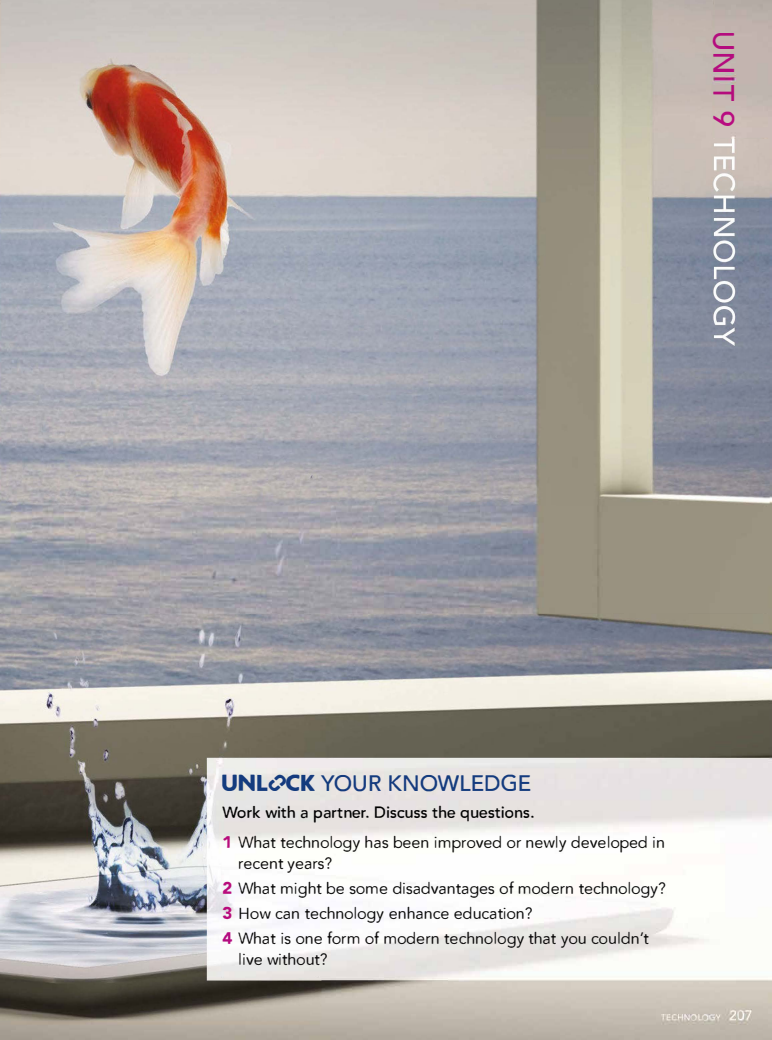 UNIT 9 TECHNOLOGY
UNLOCK YOUR KNOWLEDGE
Work with a partner. Discuss the questions.
1 What technology has been improved or newly developed in
recent years?
2 What might be some disadvantages of modern technology?
3 How can technology enhance education?
4 What is one form of modern technology that you couldn't
live without?
TECHNOLOGY 207